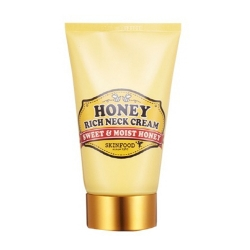 HONEY
RICH NECK CREAM
SWEET & MOIST HONEY
SKINFOOD